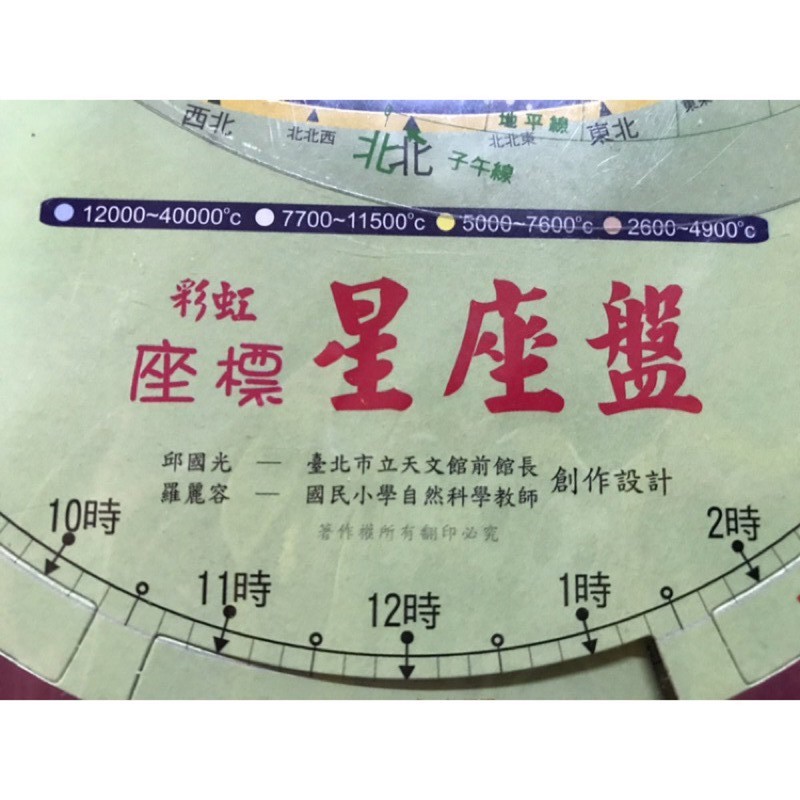 西北 北北西 北北 北北東 地平線 東北
子午線
12000~40000°c 7700~11500°c 5000~7600°c 2600~4900°c
彩虹
座標 星座盤
邱國光 — 臺北市立天文館前館長
羅麗容 — 國民小學自然科學教師 創作設計
著作權所有翻印必究
10時 11時 12時 1時 2時